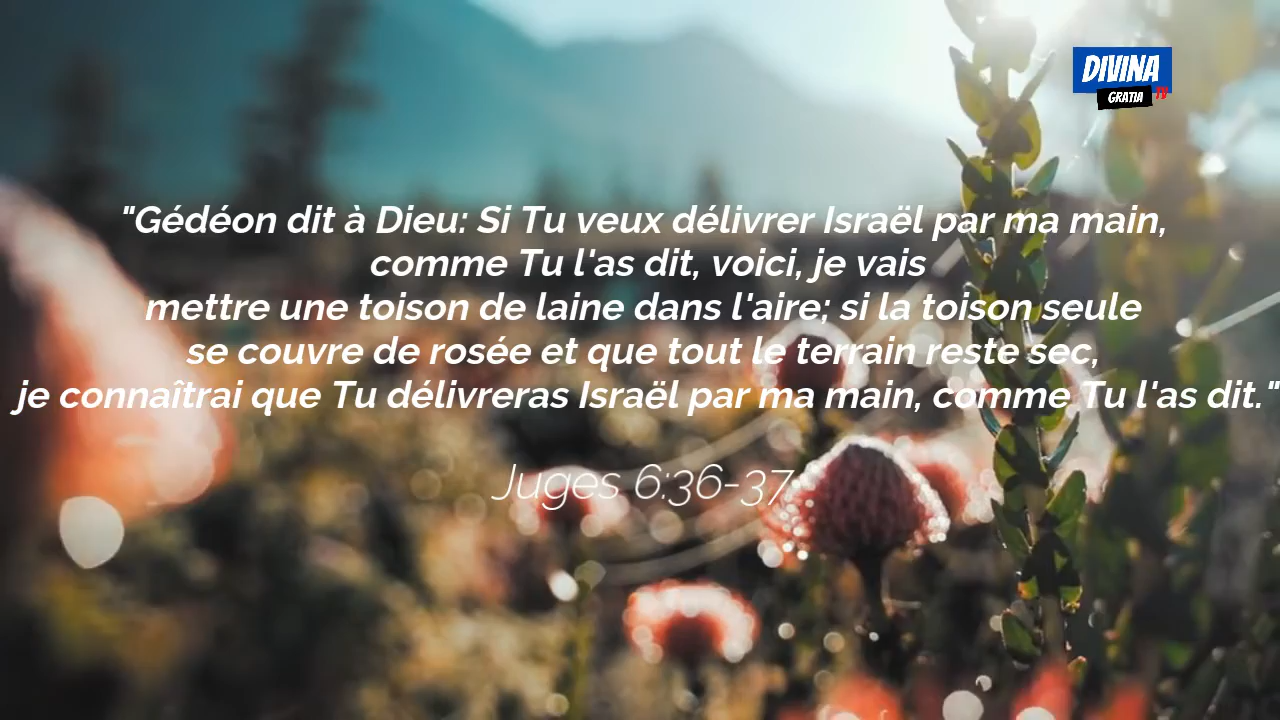 DIVINA
GRATIA TV
"Gédéon dit à Dieu: Si Tu veux délivrer Israël par ma main,
comme Tu l'as dit, voici, je vais
mettre une toison de laine dans l'aire; si la toison seule
se couvre de rosée et que tout le terrain reste sec,
je connaîtrai que Tu délivreras Israël par ma main, comme Tu l'as dit."
Juges 6:36-37